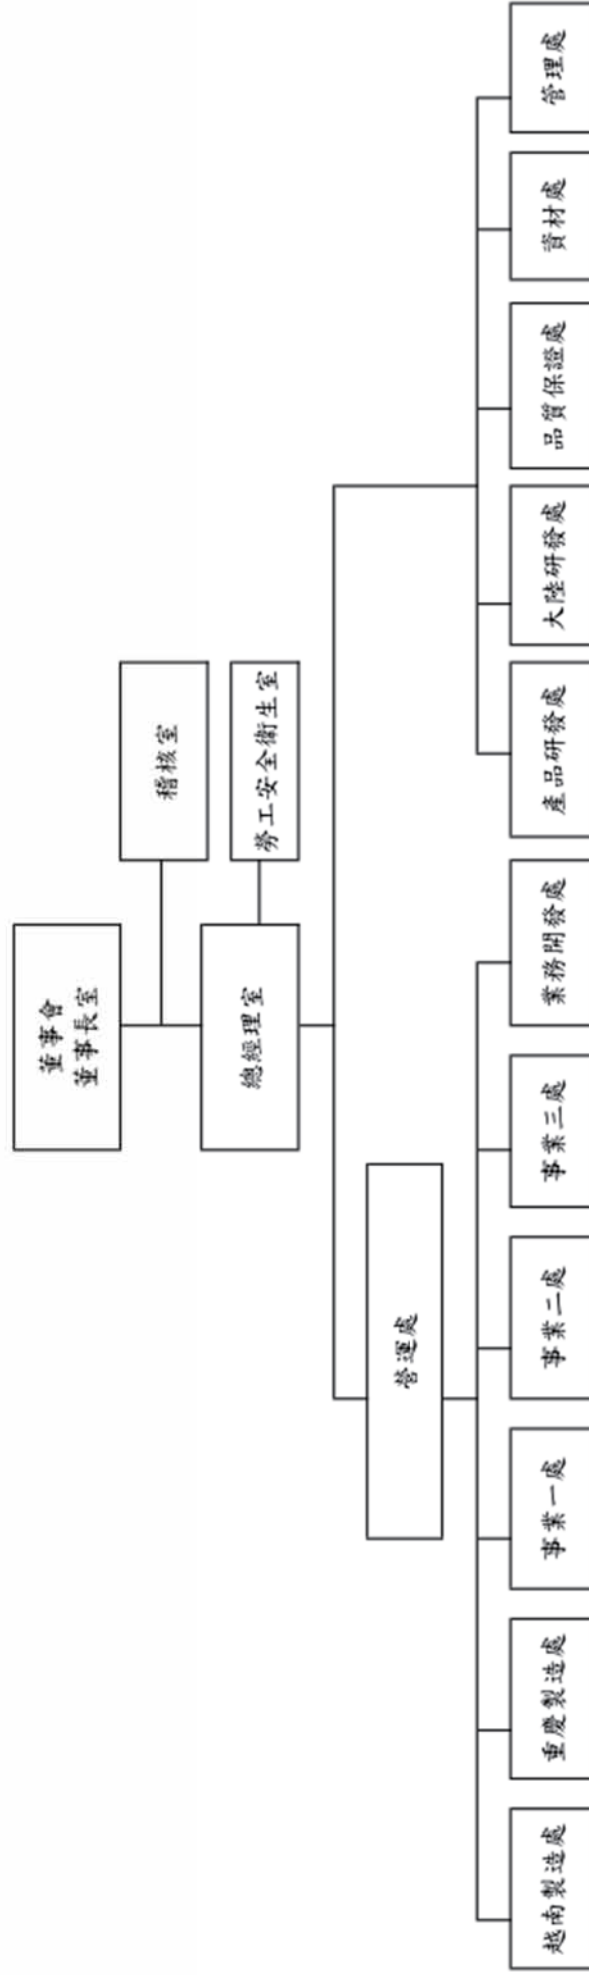 董事會
董事長室
稽核室
總經理室
勞工安全衛生室
營運處
越南製造處
重慶製造處
事業一處
事業二處
事業三處
業務開發處
產品研發處
大陸研發處
品質保證處
資材處
管理處